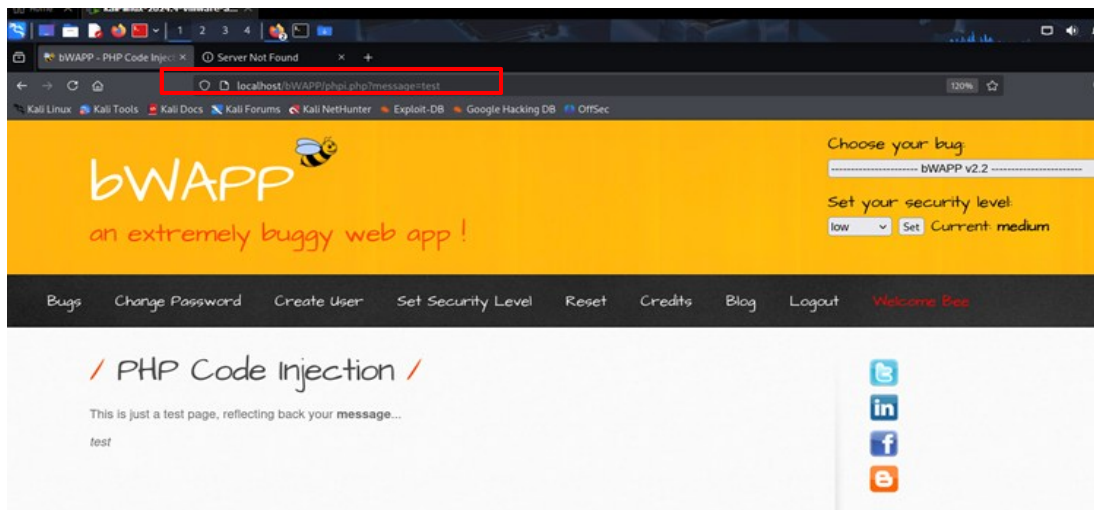 1 2 3 4
bWAPP - PHP Code Inject × Server Not Found × +
localhost/bWAPP/phpi.php?message=test 120%
Kali Linux Kali Tools Kali Docs Kali Forums Kali NetHunter Exploit-DB Google Hacking DB OffSec
bWAPP
an extremely buggy web app !
Choose your bug:
---------------------- bWAPP v2.2 -----------------------
Set your security level:
low Set Current: medium
Bugs Change Password Create User Set Security Level Reset Credits Blog Logout Welcome Bee
/ PHP Code Injection /
This is just a test page, reflecting back your message...
test